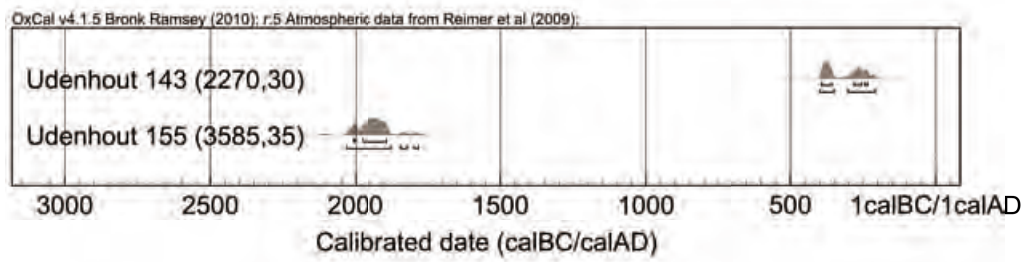 OxCal v4.1.5 Bronk Ramsey (2010); r:5 Atmospheric data from Reimer et al (2009);
Udenhout 143 (2270,30)
Udenhout 155 (3585,35)
3000 2500 2000 1500 1000 500 1calBC/1calAD
Calibrated date (calBC/calAD)